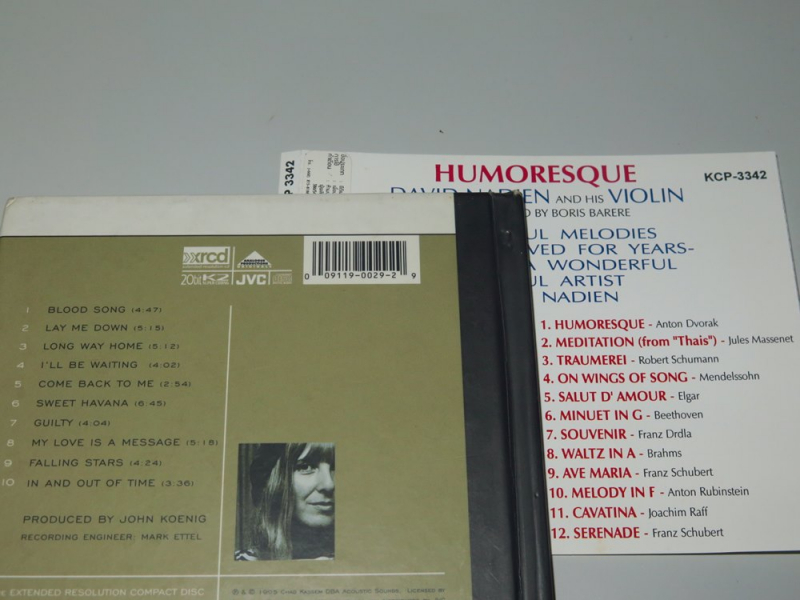 HUMORESQUE
KCP-3342
3342
AND HIS VIOLIN
BY BORIS BARERE
MELODIES
FOR YEARS-
A WONDERFUL
ARTIST
NADIEN
1. HUMORESQUE - Anton Dvorak
2. MEDITATION (from "Thais") - Jules Massenet
3. TRAUMEREI - Robert Schumann
4. ON WINGS OF SONG - Mendelssohn
5. SALUT D' AMOUR - Elgar
6. MINUET IN G - Beethoven
7. SOUVENIR - Franz Drdla
8. WALTZ IN A - Brahms
9. AVE MARIA - Franz Schubert
10. MELODY IN F - Anton Rubinstein
11. CAVATINA - Joachim Raff
12. SERENADE - Franz Schubert
xrcd
20bit K2
JVC
0 09119-0029-2 9
1 BLOOD SONG (4:47)
2 LAY ME DOWN (5:15)
3 LONG WAY HOME (5:12)
4 I'LL BE WAITING (4:02)
5 COME BACK TO ME (2:54)
6 SWEET HAVANA (6:45)
7 GUILTY (4:04)
8 MY LOVE IS A MESSAGE (5:18)
9 FALLING STARS (4:24)
10 IN AND OUT OF TIME (3:36)
PRODUCED BY JOHN KOENIG
RECORDING ENGINEER: MARK ETTEL
EXTENDED RESOLUTION COMPACT DISC